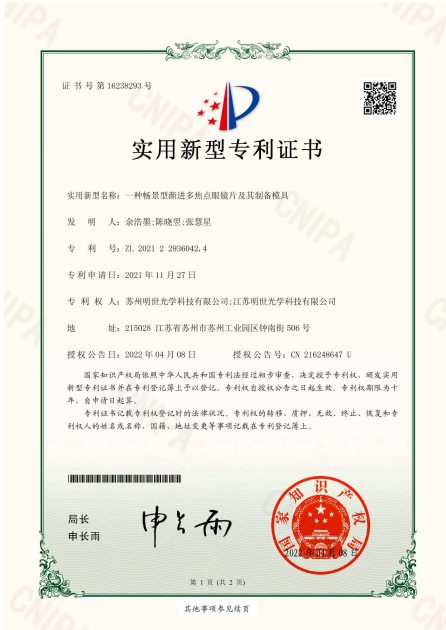 证书号第16238293号
实用新型专利证书
实用新型名称：一种畅景型渐进多焦点眼镜片及其制备模具
发明人：余浩墨;陈晓翌;张慧星
专利号：ZL 2021 2 2936042.4
专利申请日：2021年11月27日
专利权人：苏州明世光学科技有限公司;江苏明世光学科技有限公司
地址：215028 江苏省苏州市苏州工业园区钟南街506号
授权公告日：2022年04月08日 授权公告号：CN 216248647 U
国家知识产权局依照中华人民共和国专利法经过初步审查，决定授予专利权，颁发实用
新型专利证书并在专利登记簿上予以登记。专利权自授权公告之日起生效。专利权期限为十
年，自申请日起算。
专利证书记载专利权登记时的法律状况。专利权的转移、质押、无效、终止、恢复和专
利权人的姓名或名称、国籍、地址变更等事项记载在专利登记簿上。
局长
申长雨
申长雨
国家知识产权局
2022年04月08日
第 1 页 (共 2 页)
其他事项参见续页
CNIPA
CNIPA
CNIPA
CNIPA
CNIPA
CNIPA